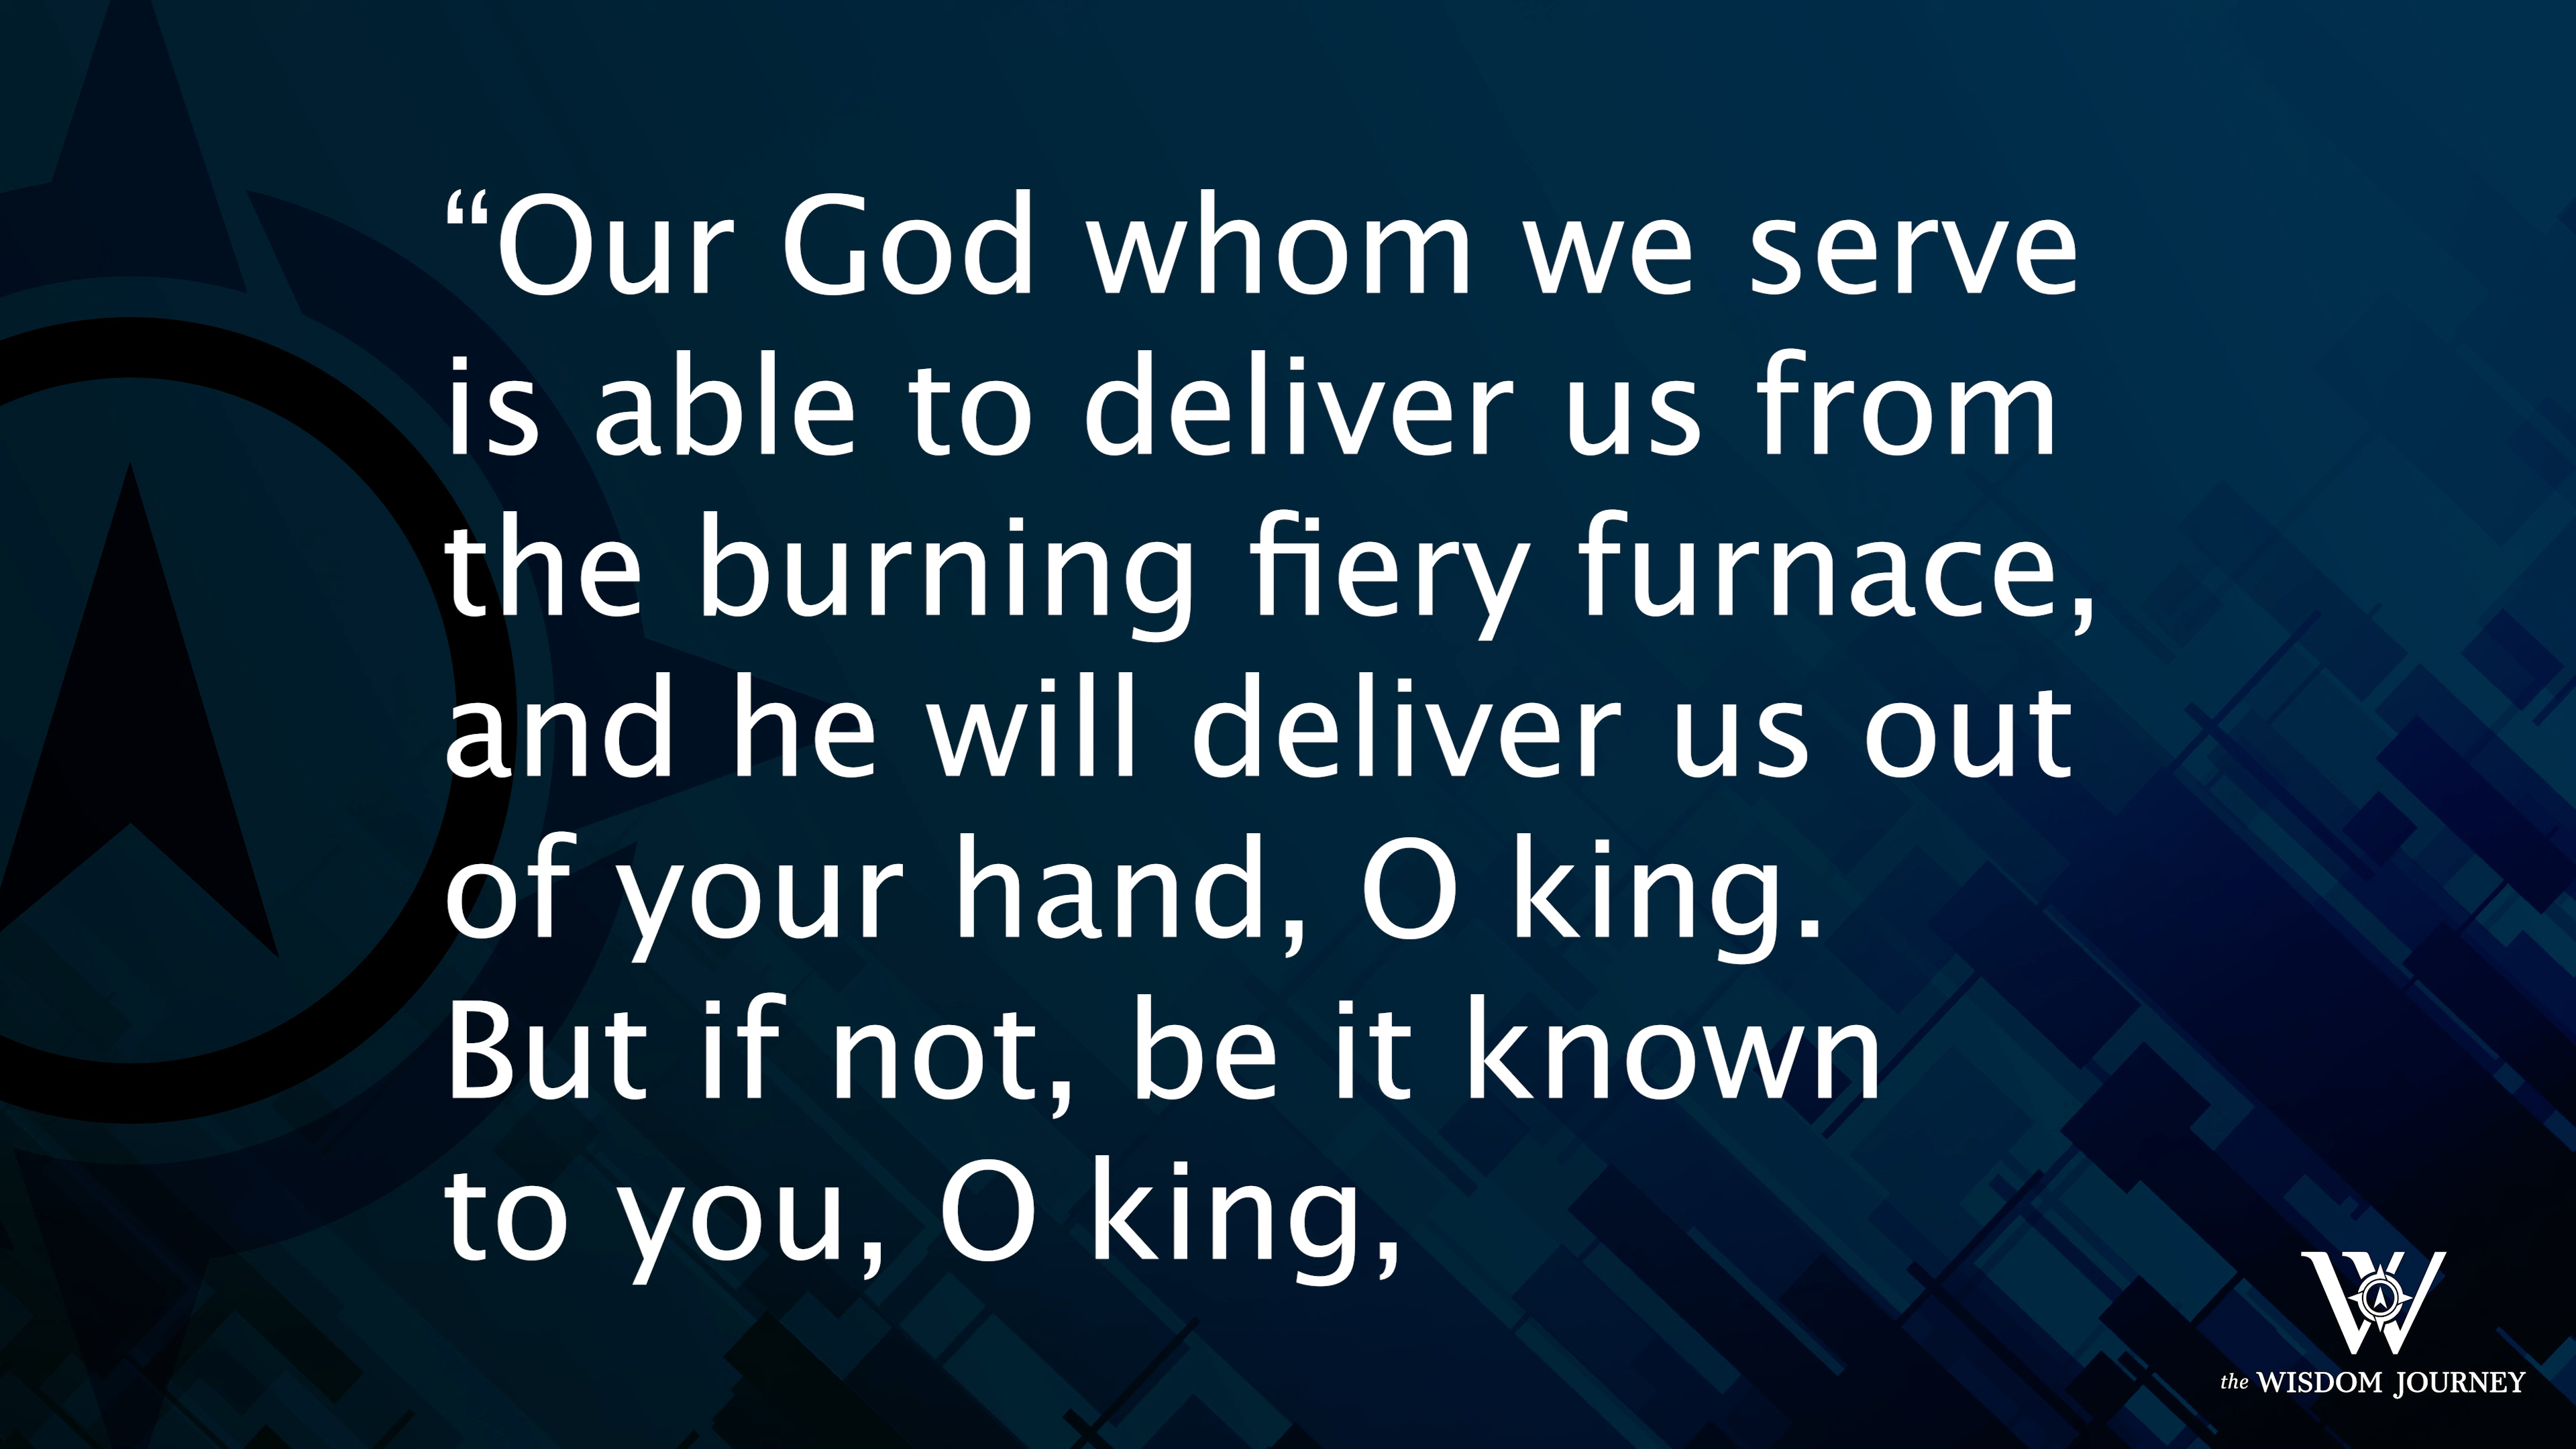 “Our God whom we serve
is able to deliver us from
the burning fiery furnace,
and he will deliver us out
of your hand, O king.
But if not, be it known
to you, O king,
W
the WISDOM JOURNEY